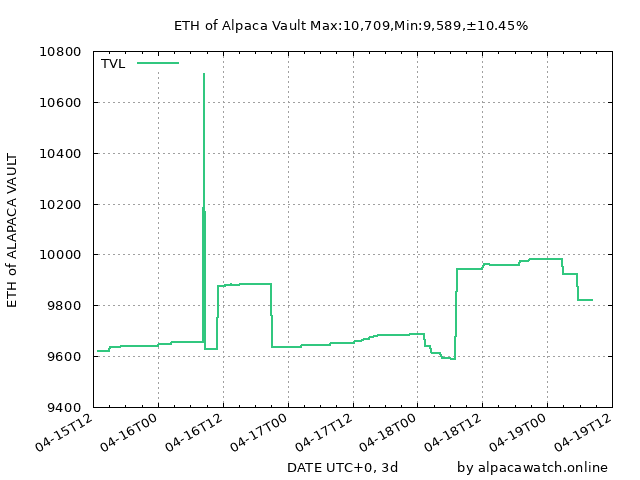 ETH of Alpaca Vault Max:10,709,Min:9,589,±10.45%
TVL
ETH of ALAPACA VAULT
10800
10600
10400
10200
10000
9800
9600
9400
04-15T12
04-16T00
04-16T12
04-17T00
04-17T12
04-18T00
04-18T12
04-19T00
04-19T12
DATE UTC+0, 3d
by alpacawatch.online